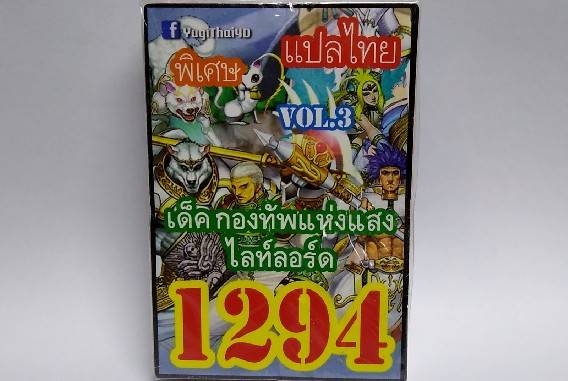 f YugiThai4U
พิเศษ
แปลไทย
VOL.3
เด็ค กองทัพแห่งแสง
ไลท์ลอร์ด
1294